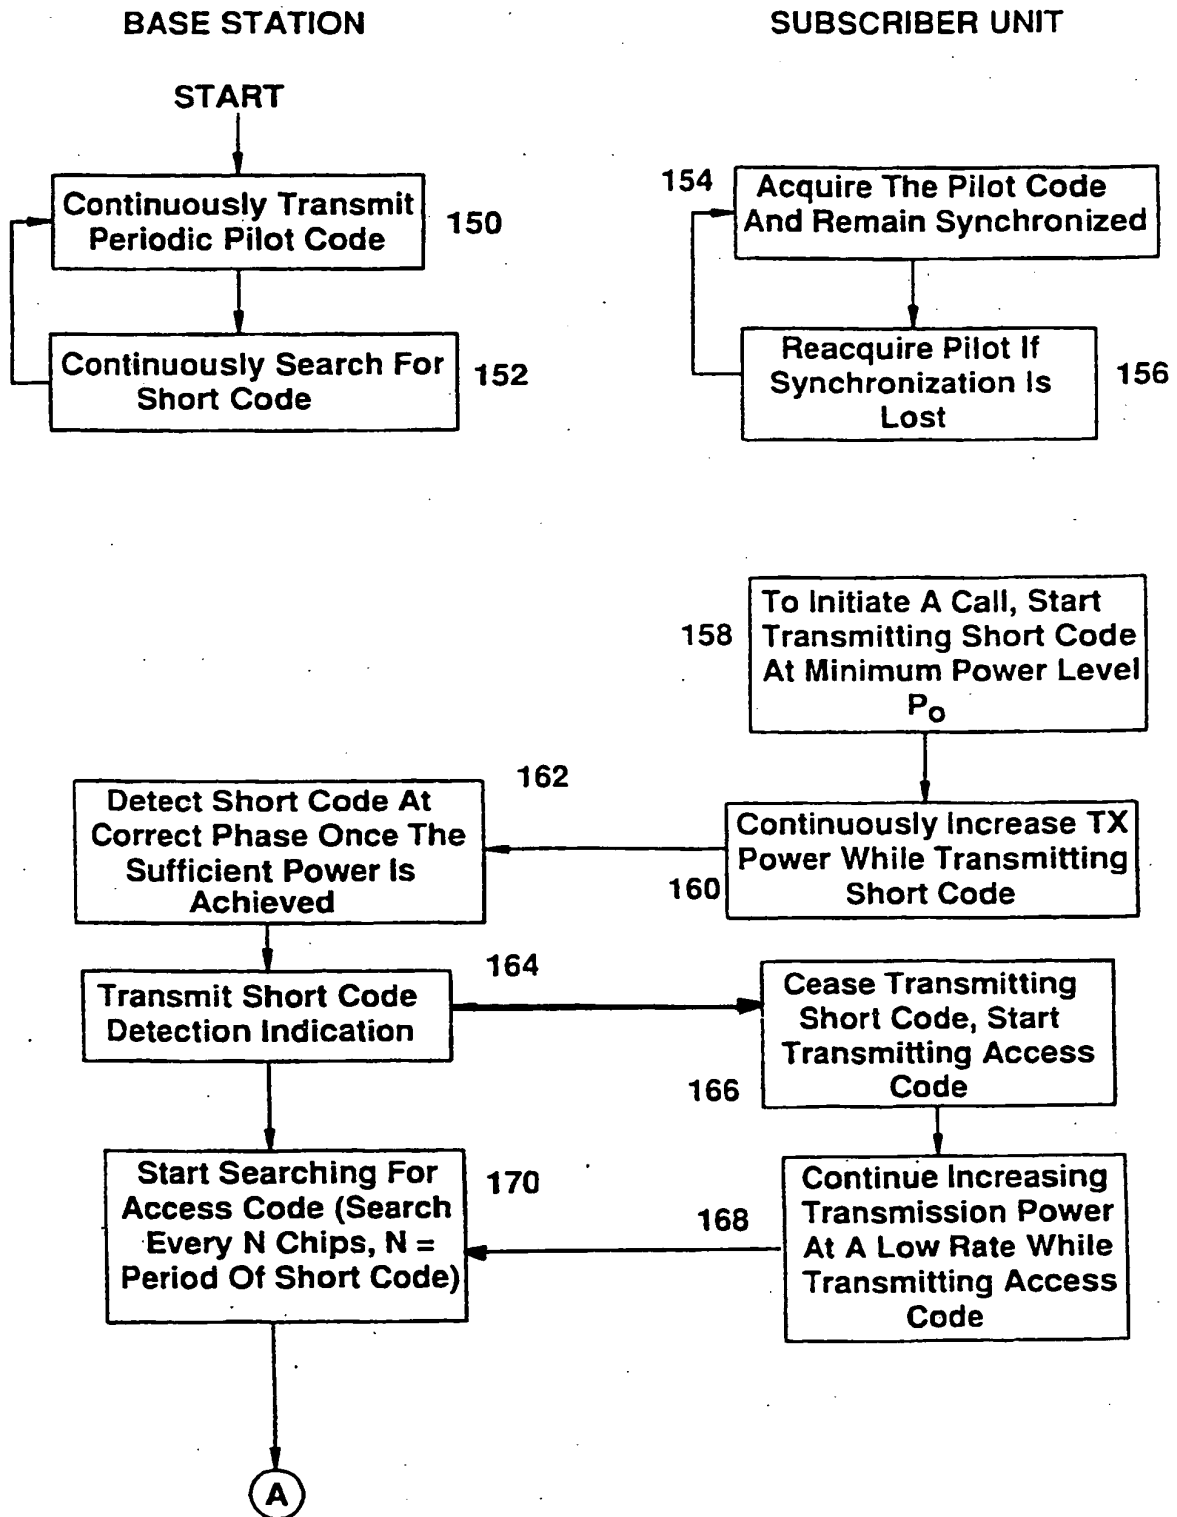 BASE STATION
SUBSCRIBER UNIT
START
Continuously Transmit
Periodic Pilot Code
150
154
Acquire The Pilot Code
And Remain Synchronized
Continuously Search For
Short Code
152
Reacquire Pilot If
Synchronization Is
Lost
156
158
To Initiate A Call, Start
Transmitting Short Code
At Minimum Power Level
Po
162
Detect Short Code At
Correct Phase Once The
Sufficient Power Is
Achieved
Continuously Increase TX
Power While Transmitting
Short Code
160
164
Transmit Short Code
Detection Indication
Cease Transmitting
Short Code, Start
Transmitting Access
Code
166
Start Searching For
Access Code (Search
Every N Chips, N =
Period Of Short Code)
170
168
Continue Increasing
Transmission Power
At A Low Rate While
Transmitting Access
Code
A